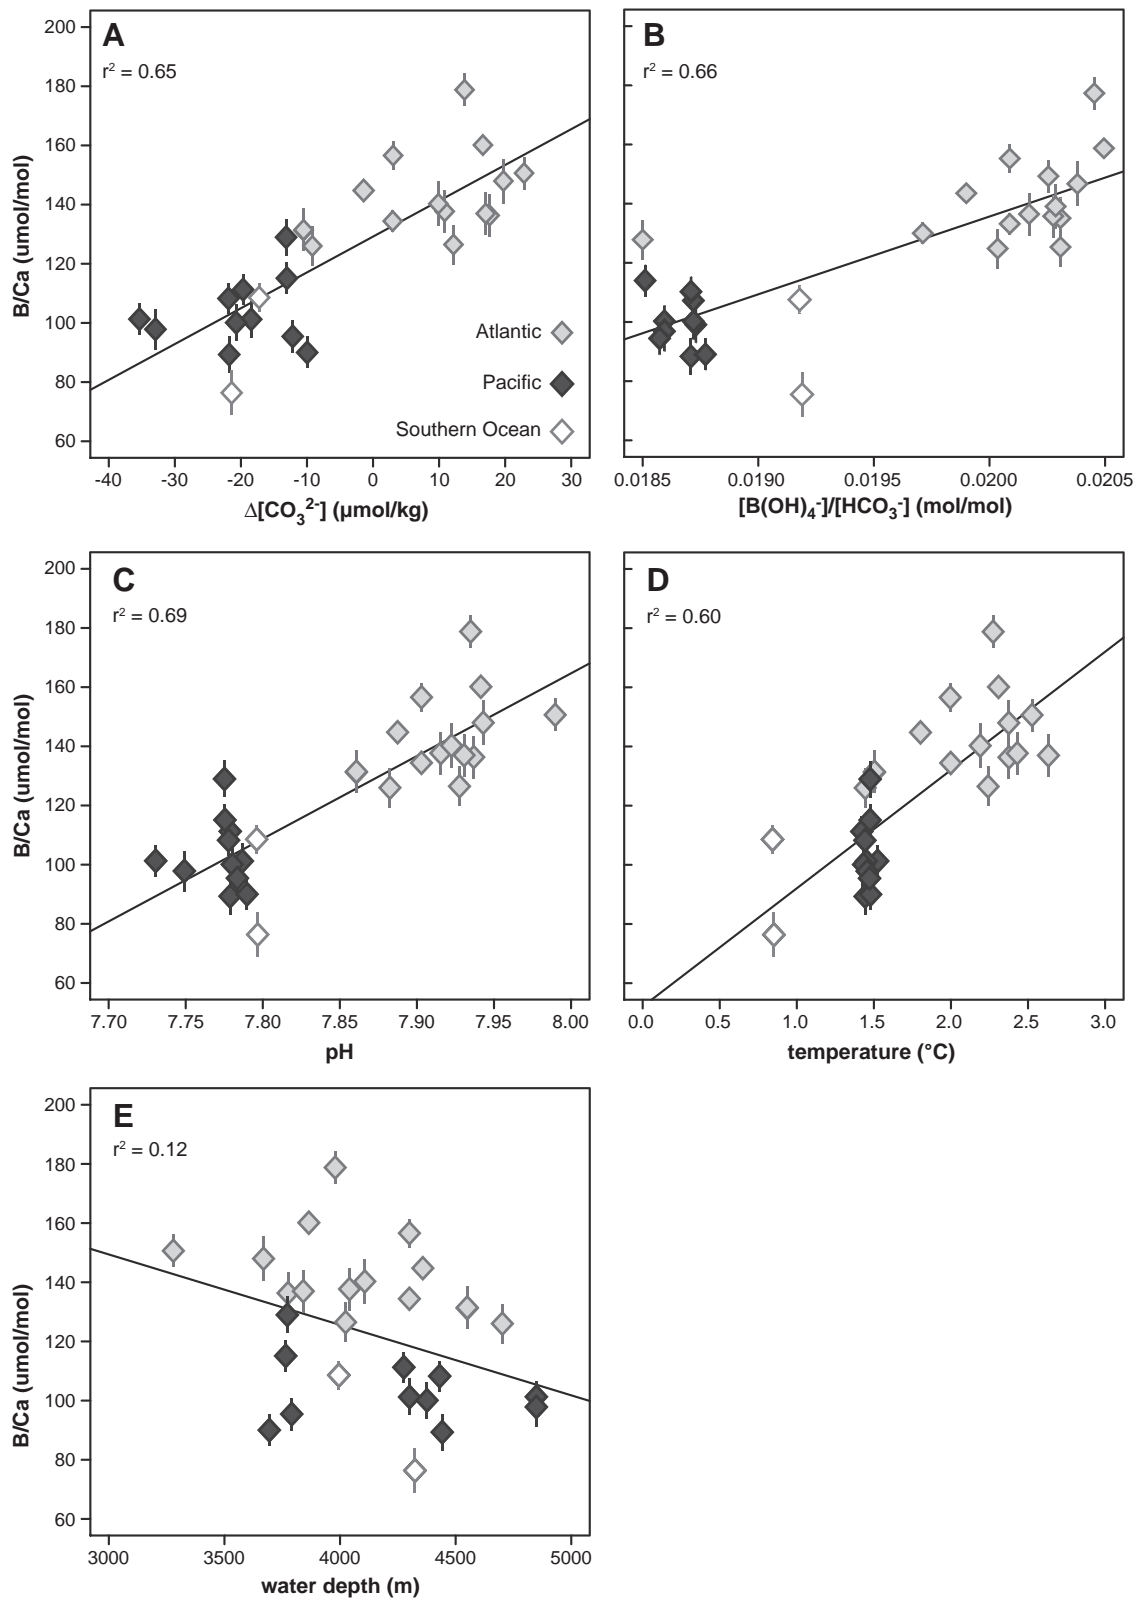 A
r² = 0.65
200
180
160
140
120
100
80
60
B/Ca (umol/mol)
Atlantic
Pacific
Southern Ocean
-40 -30 -20 -10 0 10 20 30
Δ[CO₃²⁻] (µmol/kg)
B
r² = 0.66
0.0185 0.0190 0.0195 0.0200 0.0205
[B(OH)₄⁻]/[HCO₃⁻] (mol/mol)
C
r² = 0.69
200
180
160
140
120
100
80
60
B/Ca (umol/mol)
7.70 7.75 7.80 7.85 7.90 7.95 8.00
pH
D
r² = 0.60
0.0 0.5 1.0 1.5 2.0 2.5 3.0
temperature (°C)
E
r² = 0.12
200
180
160
140
120
100
80
60
B/Ca (umol/mol)
3000 3500 4000 4500 5000
water depth (m)